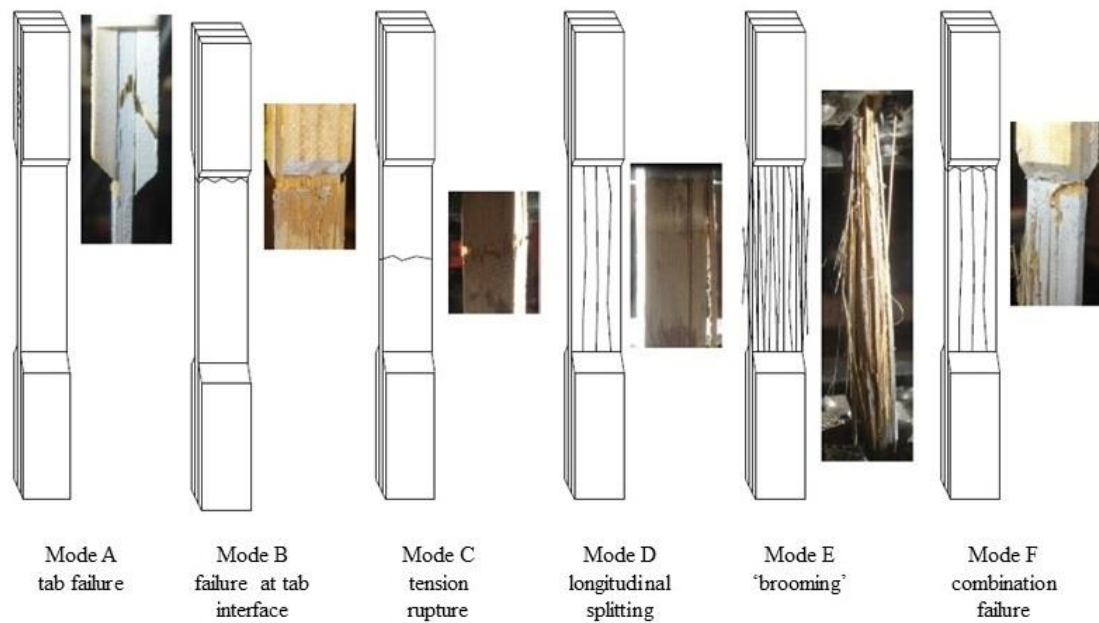 Mode A
tab failure
Mode B
failure at tab
interface
Mode C
tension
rupture
Mode D
longitudinal
splitting
Mode E
‘brooming’
Mode F
combination
failure